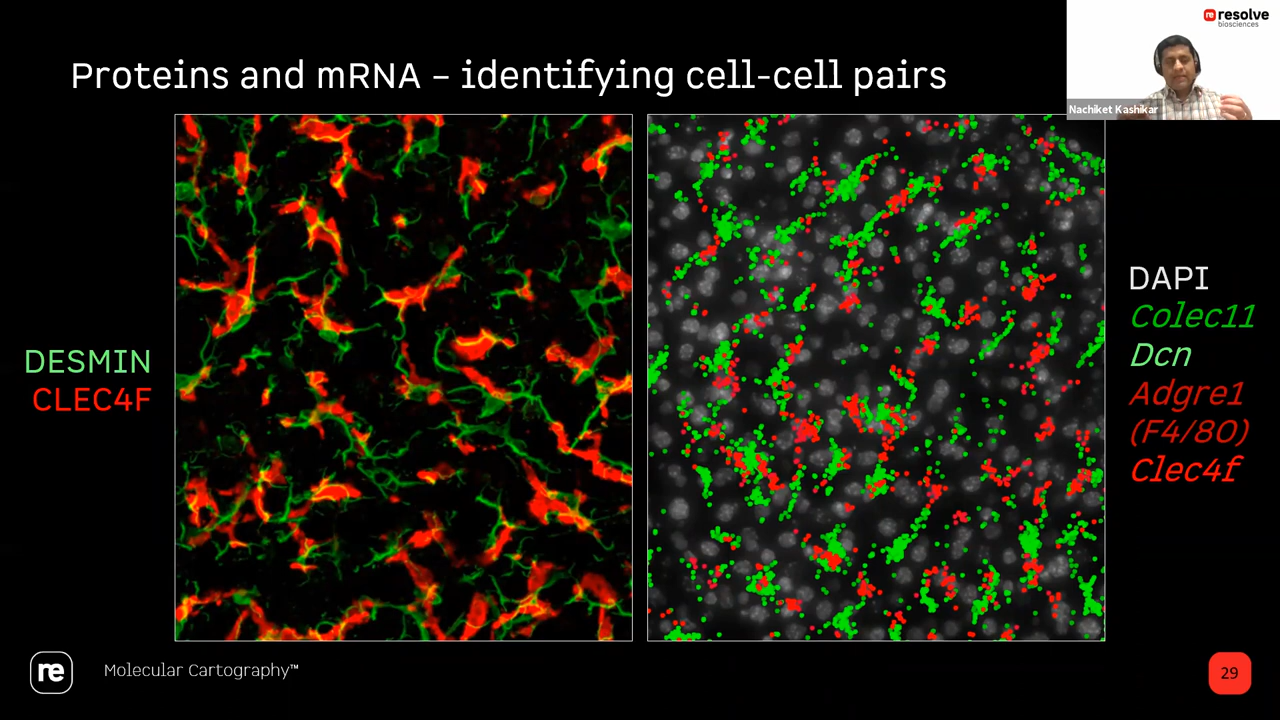 re resolve
biosciences
Proteins and mRNA – identifying cell-cell pairs
Nachiket Kashikar
DESMIN
CLEC4F
DAPI
Colec11
Dcn
Adgre1
(F4/80)
Clec4f
re
Molecular Cartography™
29